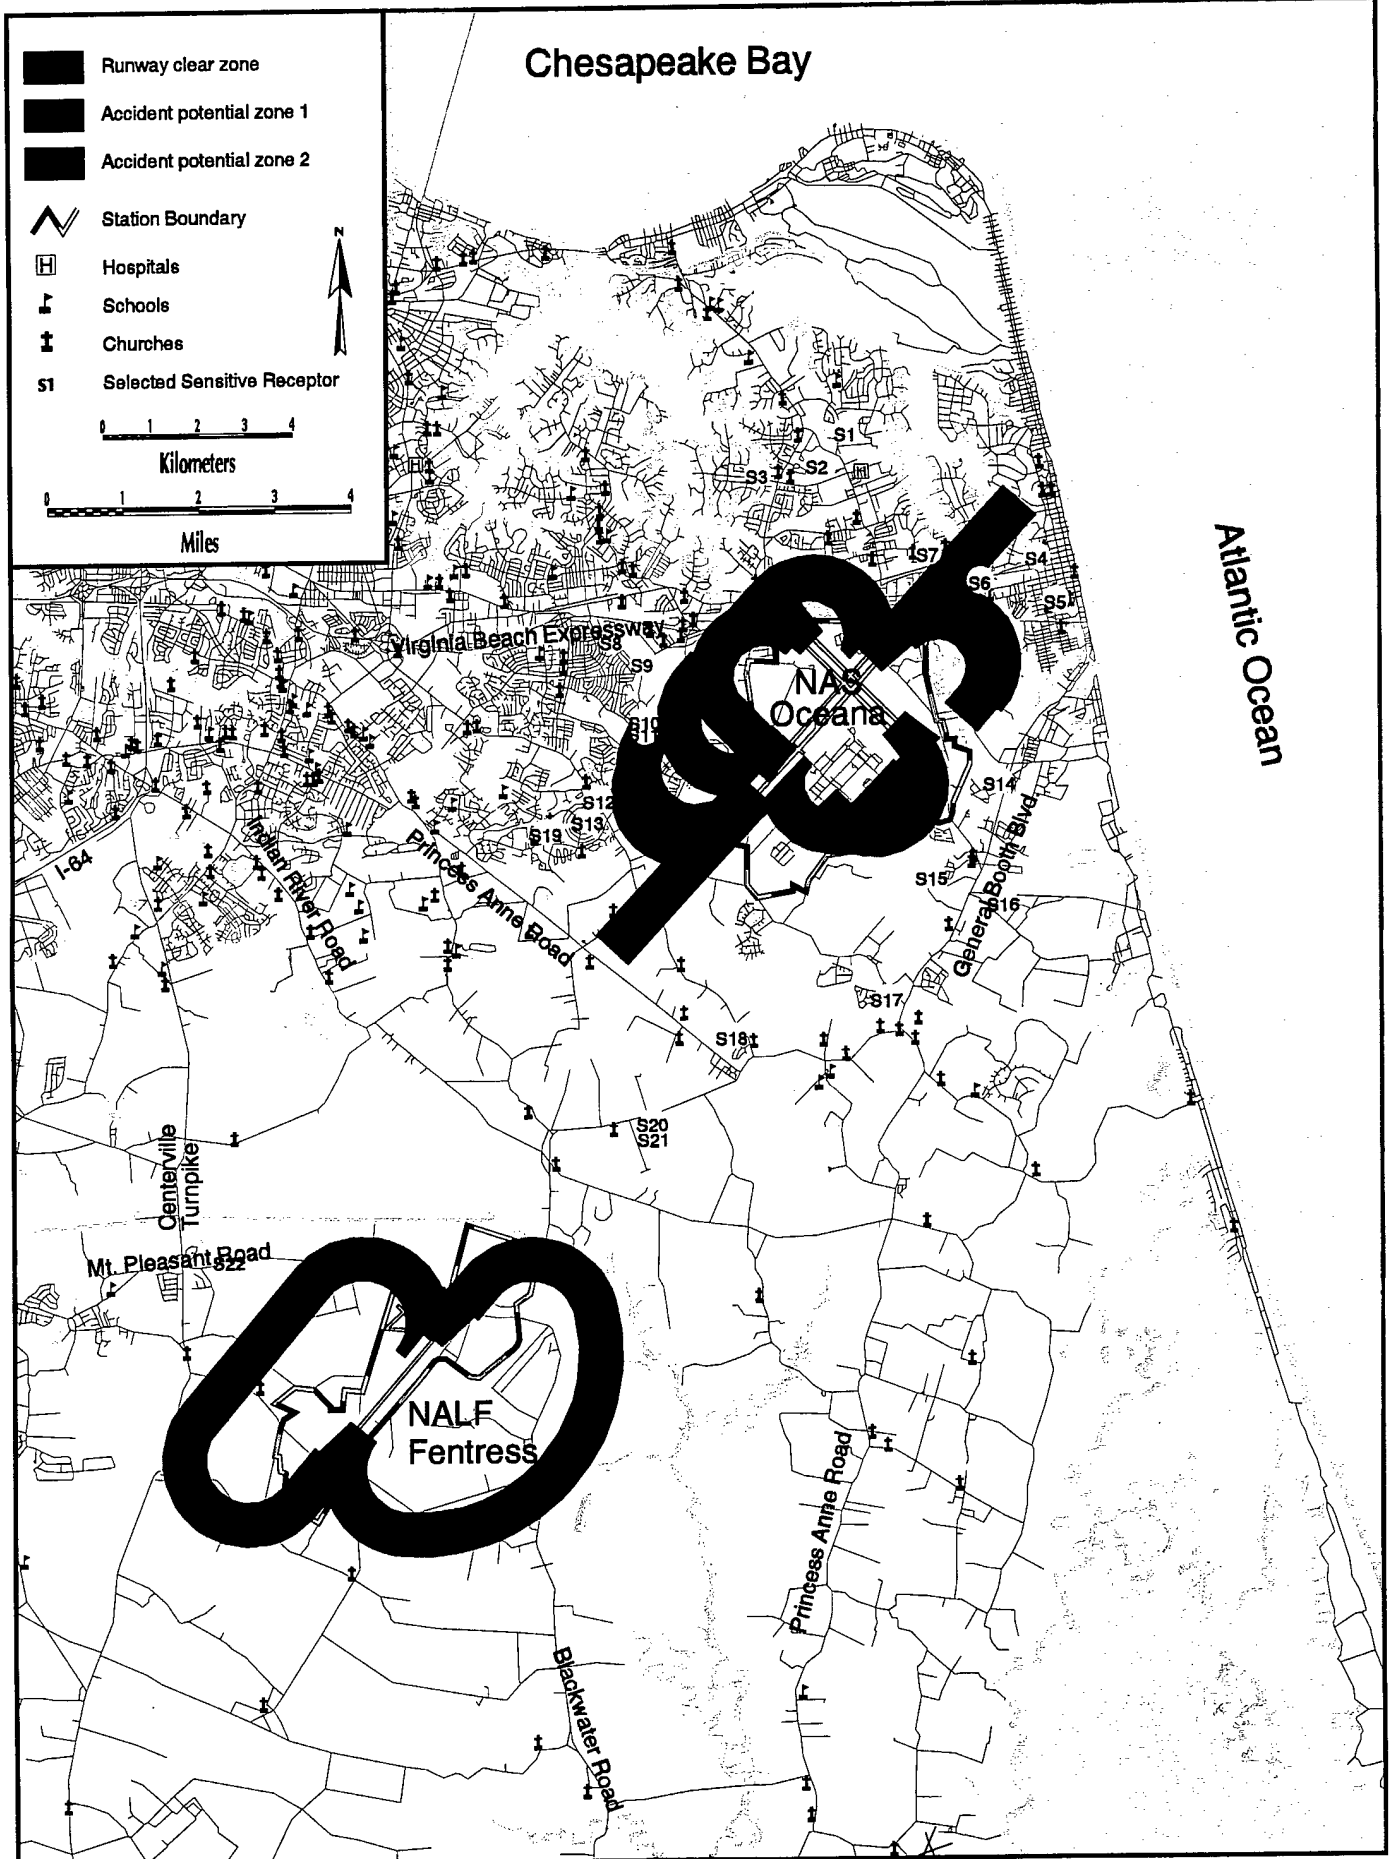 Chesapeake Bay
Runway clear zone
Accident potential zone 1
Accident potential zone 2
Station Boundary
N
H Hospitals
Schools
Churches
S1 Selected Sensitive Receptor
0 1 2 3 4
Kilometers
0 1 2 3 4
Miles
S1
S2
H
S3
H
S7
S4
S6
S5
Atlantic Ocean
Virginia Beach Expressway
S8
S9
NAS
Oceana
S10
S11
S14
S12
S13
S19
General Booth Blvd
Princess Anne Road
Indian River Road
I-64
S15
S16
S17
S18
S20
S21
Centerville
Turnpike
Mt. Pleasant Road
S22
NALF
Fentress
Princess Anne Road
Blackwater Road